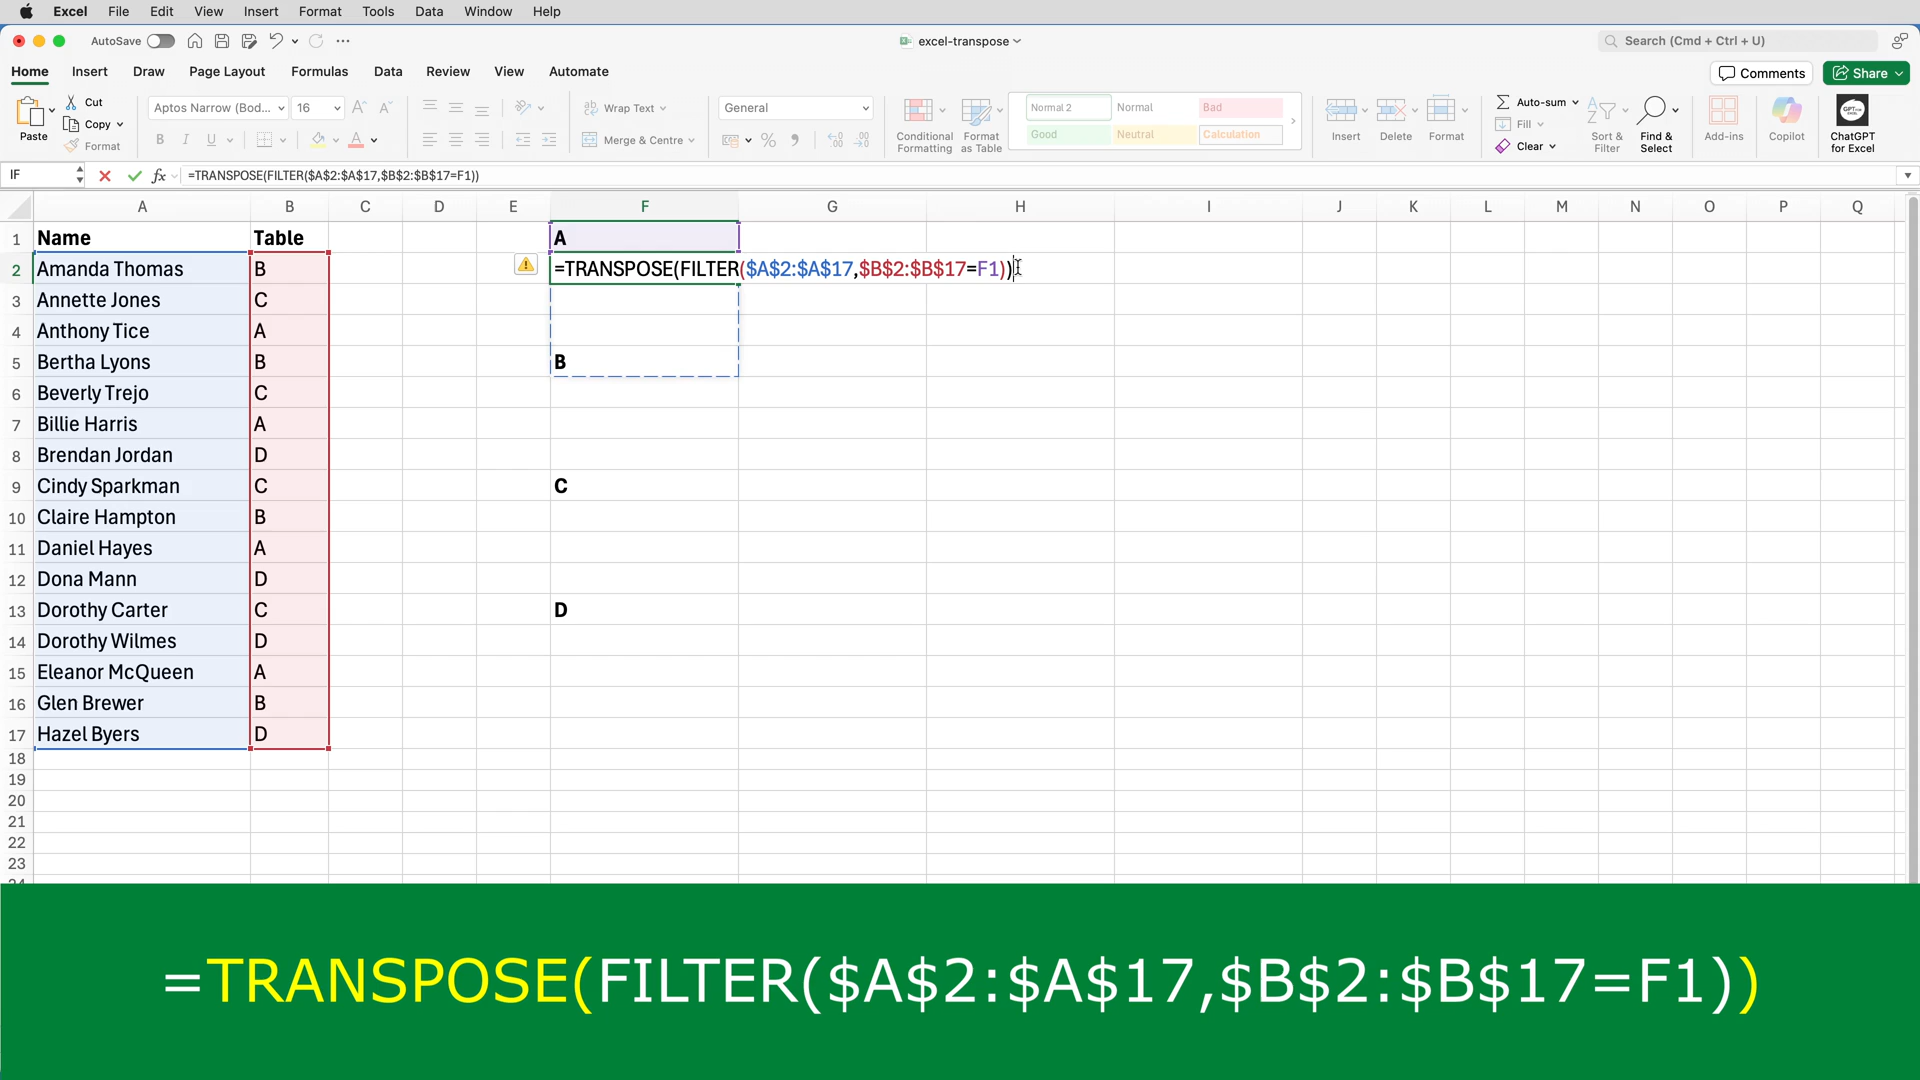 Excel File Edit View Insert Format Tools Data Window Help
AutoSave excel-transpose Search (Cmd + Ctrl + U)
Home Insert Draw Page Layout Formulas Data Review View Automate Comments Share
Paste Cut Copy Format
Aptos Narrow (Bod... 16 A A
B I U A
Wrap Text
Merge & Centre
General
%
Conditional Formatting
Format as Table
Normal 2 Normal Bad
Good Neutral Calculation
Insert Delete Format
Auto-sum
Fill
Clear
Sort & Filter
Find & Select
Add-ins
Copilot
ChatGPT for Excel
IF fx =TRANSPOSE(FILTER($A$2:$A$17,$B$2:$B$17=F1))
A B C D E F G H I J K L M N O P Q
1 Name Table A
2 Amanda Thomas B =TRANSPOSE(FILTER($A$2:$A$17,$B$2:$B$17=F1))
3 Annette Jones C
4 Anthony Tice A
5 Bertha Lyons B B
6 Beverly Trejo C
7 Billie Harris A
8 Brendan Jordan D
9 Cindy Sparkman C C
10 Claire Hampton B
11 Daniel Hayes A
12 Dona Mann D
13 Dorothy Carter C D
14 Dorothy Wilmes D
15 Eleanor McQueen A
16 Glen Brewer B
17 Hazel Byers D
18
19
20
21
22
23
=TRANSPOSE(FILTER($A$2:$A$17,$B$2:$B$17=F1))